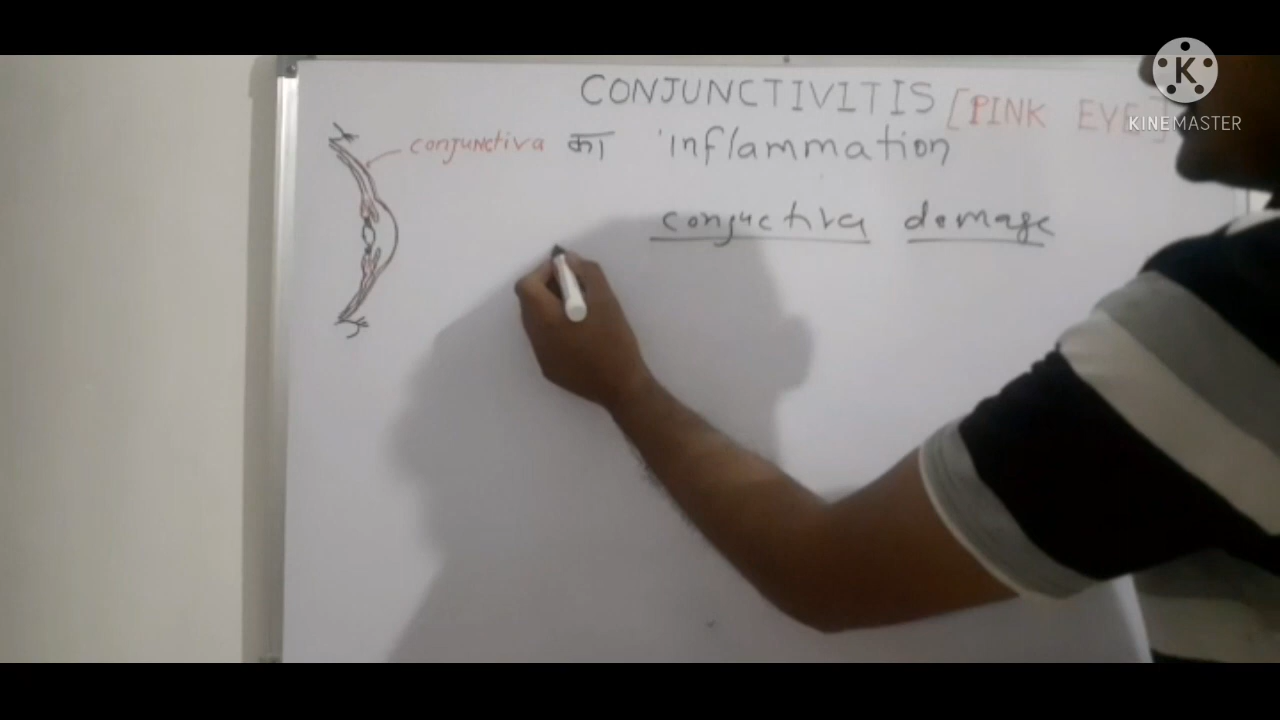 CONJUNCTIVITIS [PINK EYE]
conjunctiva का inflammation
conjuctiva damage
K
KINEMASTER